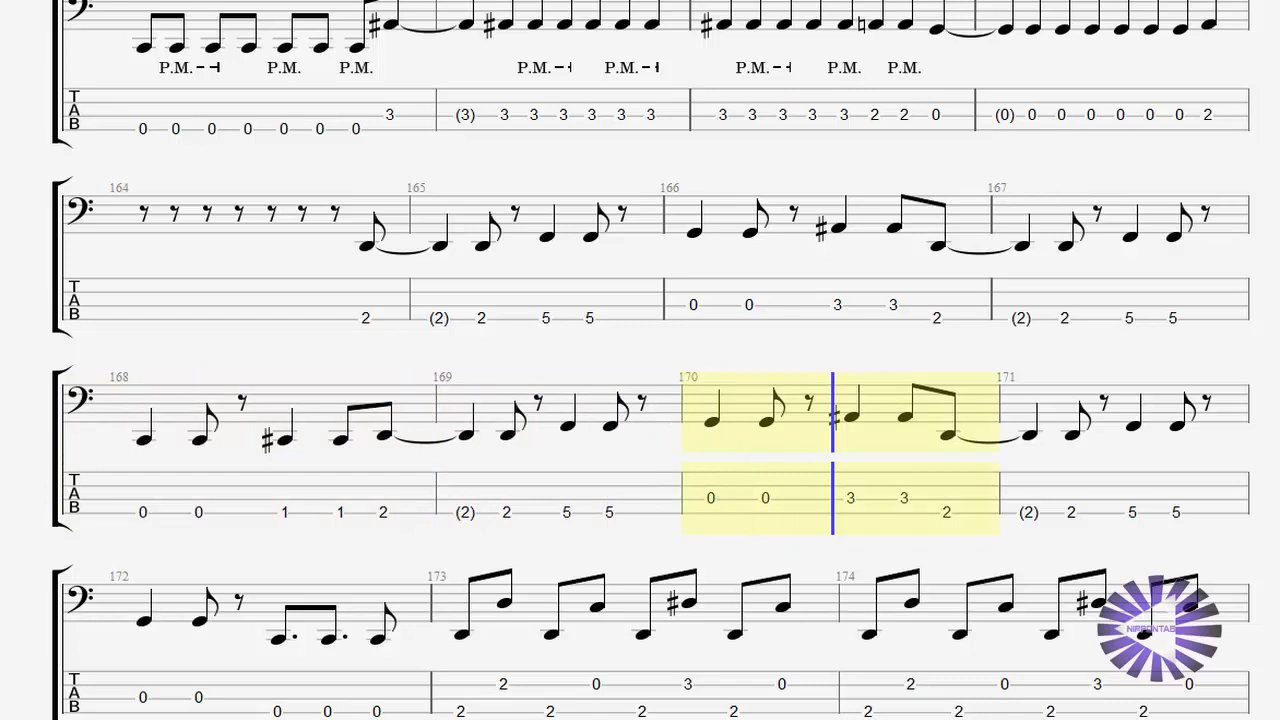 P.M. P.M. P.M. P.M. P.M. P.M. P.M. P.M.
T
A 3 (3) 3 3 3 3 3 3 3 3 3 3 3 2 2 0 (0) 0 0 0 0 0 0 2
B 0 0 0 0 0 0 0
164 165 166 167
T
A 0 0 3 3
B 2 (2) 2 5 5 2 (2) 2 5 5
168 169 170 171
T
A 0 0 3 3
B 0 0 1 1 2 (2) 2 5 5 2 (2) 2 5 5
172 173 174
T 2 0 3 0 2 0 3 0
A 0 0
B 0 0 0 2 2 2 2 2 2 2 2
NIPPONTAB